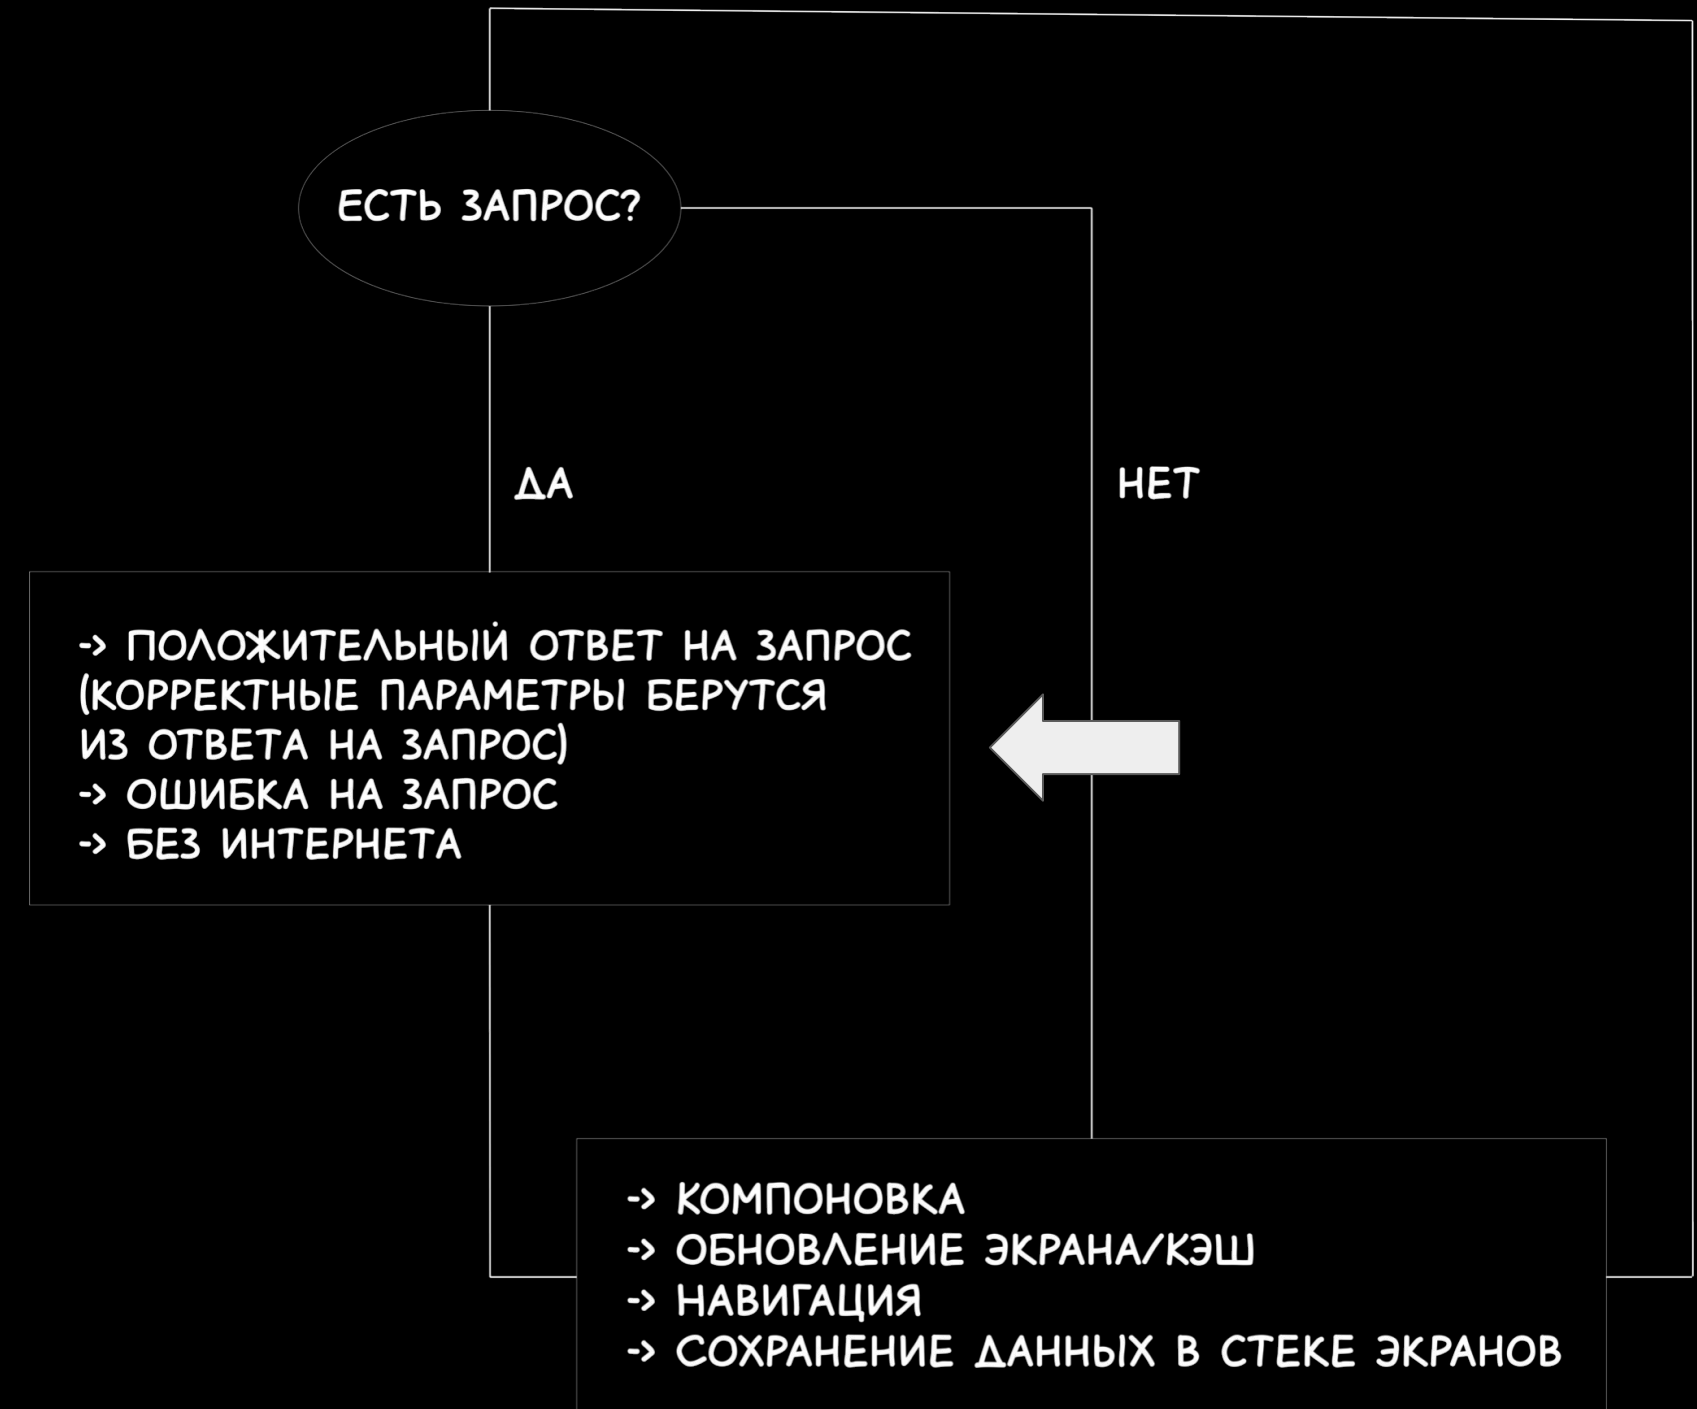 ЕСТЬ ЗАПРОС?
ДА
НЕТ
-> ПОЛОЖИТЕЛЬНЫЙ ОТВЕТ НА ЗАПРОС
(КОРРЕКТНЫЕ ПАРАМЕТРЫ БЕРУТСЯ
ИЗ ОТВЕТА НА ЗАПРОС)
-> ОШИБКА НА ЗАПРОС
-> БЕЗ ИНТЕРНЕТА
-> КОМПОНОВКА
-> ОБНОВЛЕНИЕ ЭКРАНА/КЭШ
-> НАВИГАЦИЯ
-> СОХРАНЕНИЕ ДАННЫХ В СТЕКЕ ЭКРАНОВ